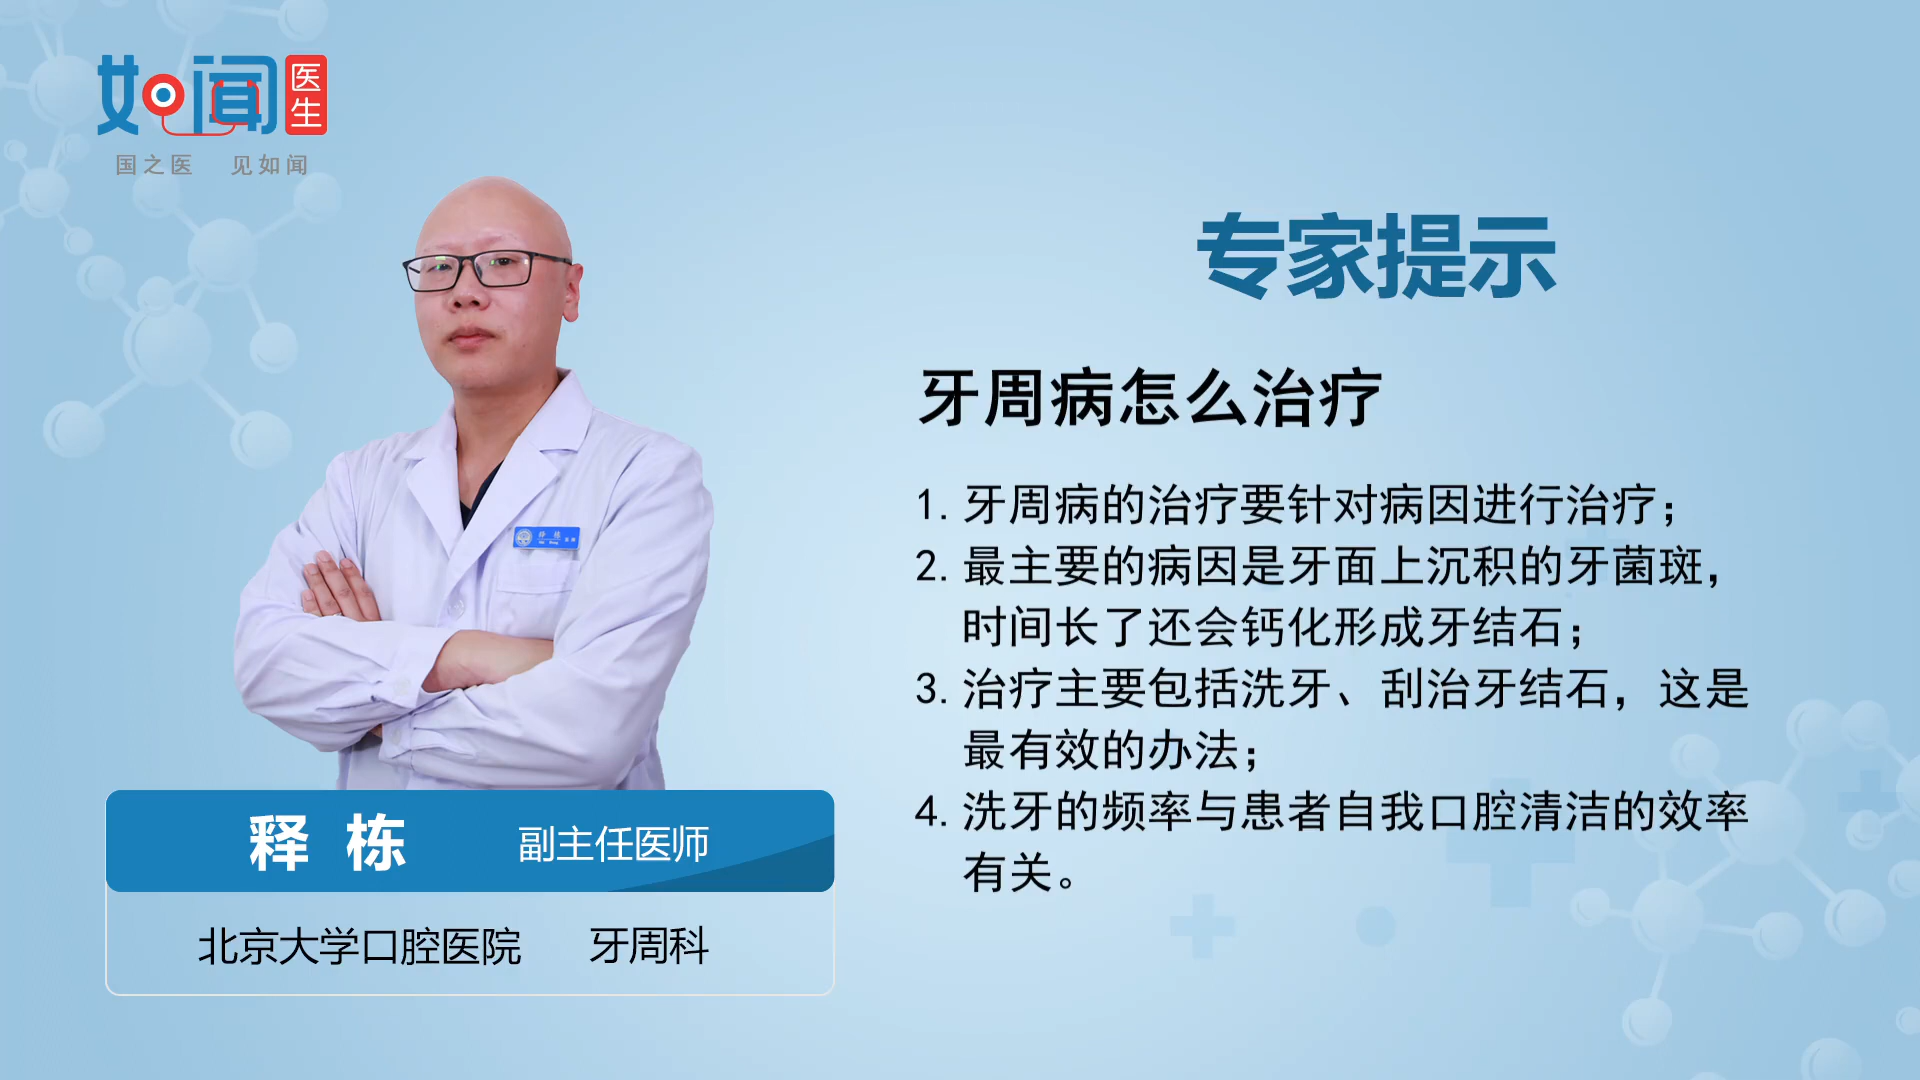 如闻医生
国之医 见如闻
专家提示
牙周病怎么治疗
1. 牙周病的治疗要针对病因进行治疗；
2. 最主要的病因是牙面上沉积的牙菌斑，
时间长了还会钙化形成牙结石；
3. 治疗主要包括洗牙、刮治牙结石，这是
最有效的办法；
4. 洗牙的频率与患者自我口腔清洁的效率
有关。
释栋 副主任医师
北京大学口腔医院 牙周科